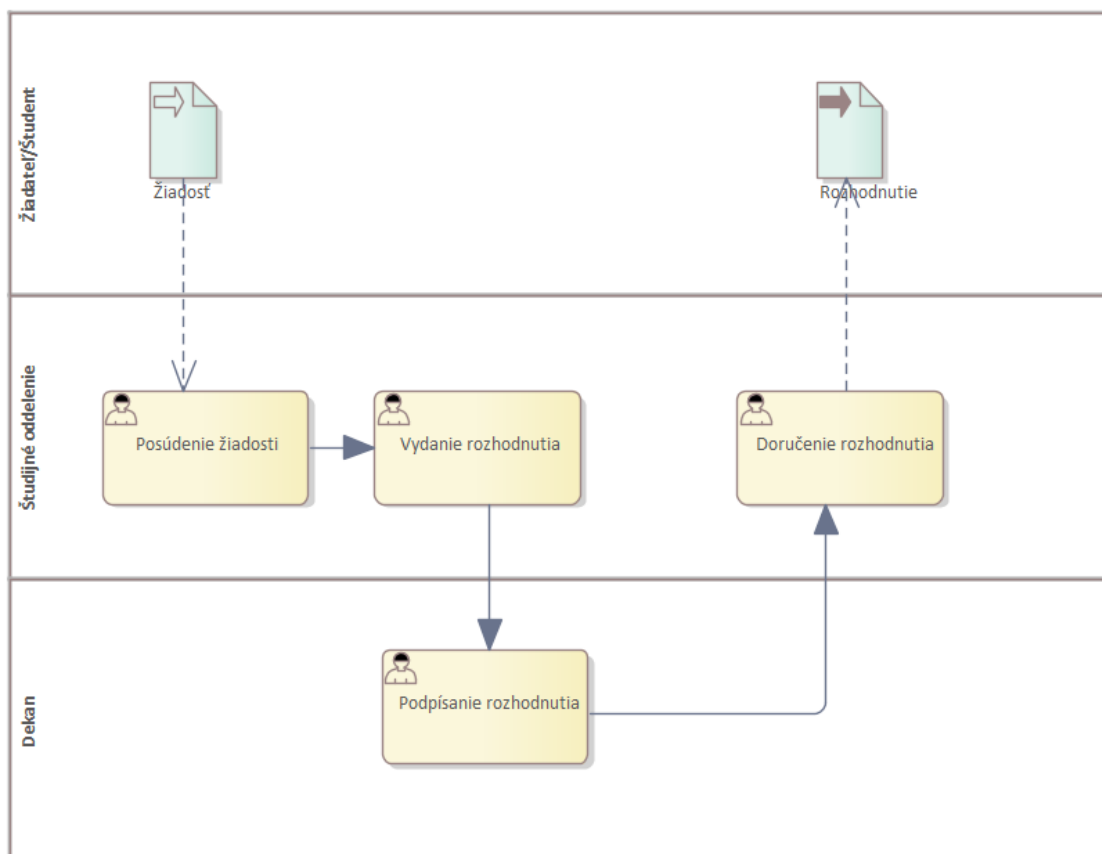 Žiadateľ/Študent
Žiadosť
Rozhodnutie
Študijné oddelenie
Posúdenie žiadosti
Vydanie rozhodnutia
Doručenie rozhodnutia
Dekan
Podpísanie rozhodnutia